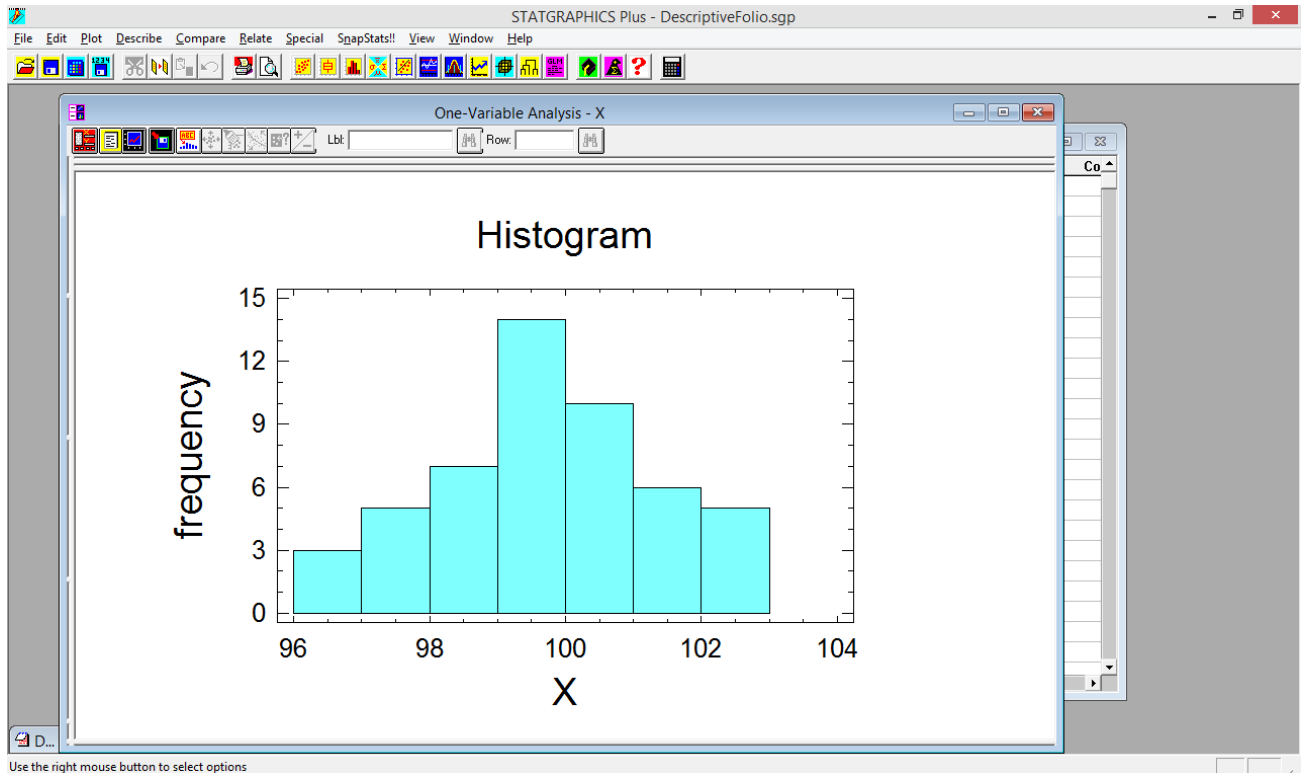 STATGRAPHICS Plus - DescriptiveFolio.sgp
File Edit Plot Describe Compare Relate Special SnapStats!! View Window Help
One-Variable Analysis - X
Lbl: Row:
Co
Histogram
15
12
9
6
3
0
frequency
96 98 100 102 104
X
D...
Use the right mouse button to select options